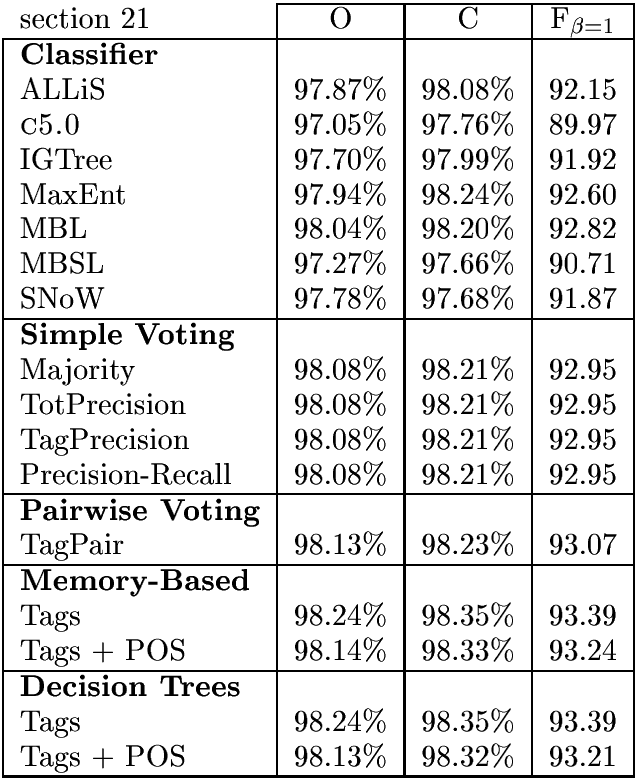 section 21 O C Fβ=1
Classifier
ALLiS 97.87% 98.08% 92.15
C5.0 97.05% 97.76% 89.97
IGTree 97.70% 97.99% 91.92
MaxEnt 97.94% 98.24% 92.60
MBL 98.04% 98.20% 92.82
MBSL 97.27% 97.66% 90.71
SNoW 97.78% 97.68% 91.87
Simple Voting
Majority 98.08% 98.21% 92.95
TotPrecision 98.08% 98.21% 92.95
TagPrecision 98.08% 98.21% 92.95
Precision-Recall 98.08% 98.21% 92.95
Pairwise Voting
TagPair 98.13% 98.23% 93.07
Memory-Based
Tags 98.24% 98.35% 93.39
Tags + POS 98.14% 98.33% 93.24
Decision Trees
Tags 98.24% 98.35% 93.39
Tags + POS 98.13% 98.32% 93.21